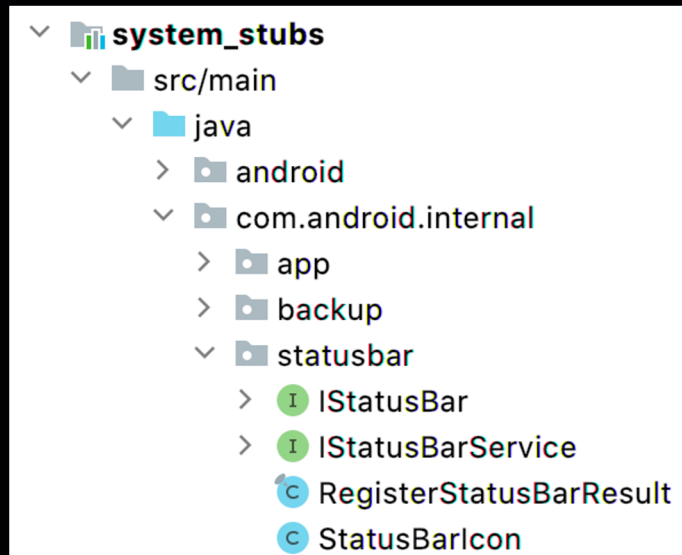 system_stubs
src/main
java
android
com.android.internal
app
backup
statusbar
I IStatusBar
I IStatusBarService
C RegisterStatusBarResult
C StatusBarIcon